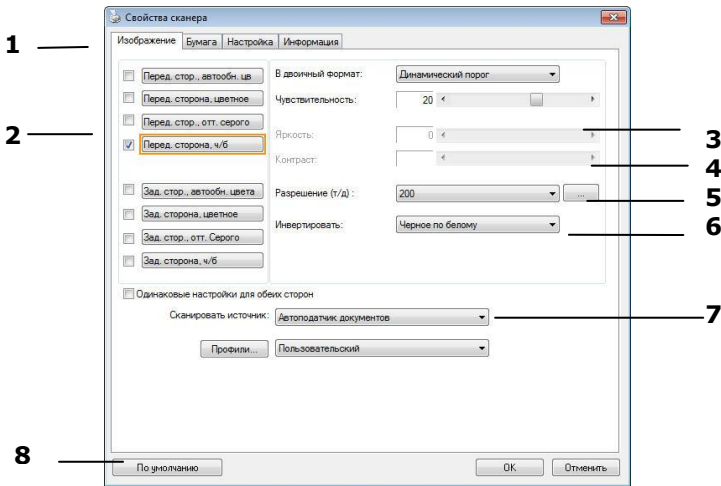 Свойства сканера
1
Изображение Бумага Настройка Информация
Перед. стор., автообн. цв
В двоичный формат: Динамический порог
Перед. сторона, цветное
Чувствительность: 20
2
Перед. стор., отт. серого
Яркость: 0
3
Перед. сторона, ч/б
Контраст:
4
Зад. стор., автообн. цвета
Разрешение (т/д) : 200 ...
5
Зад. сторона, цветное
Инвертировать: Черное по белому
6
Зад. стор., отт. Серого
Зад. сторона, ч/б
Одинаковые настройки для обеих сторон
Сканировать источник: Автоподатчик документов
7
Профили... Пользовательский
8
По умолчанию OK Отменить